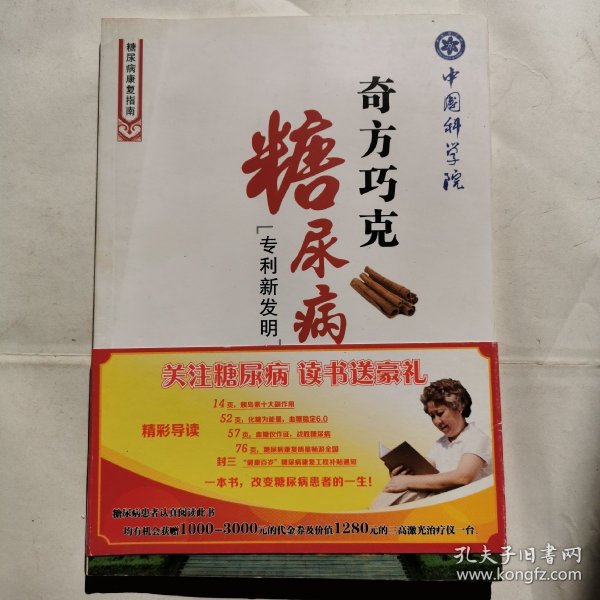 糖尿病康复指南
中国科学院
奇方巧克
糖尿病
「专利新发明」
关注糖尿病 读书送豪礼
精彩导读
14页，胰岛素十大副作用
52页，化糖为能量，血糖稳定6.0
57页，血糖仪作证，战胜糖尿病
76页，糖尿病康复质量畅游全国
封三 “健康百岁”糖尿病康复工程补贴通知
一本书，改变糖尿病患者的一生！
糖尿病患者认真阅读此书
均有机会获赠1000-3000元的代金券及价值1280元的三高激光治疗仪一台
孔夫子旧书网
www.kongfz.com